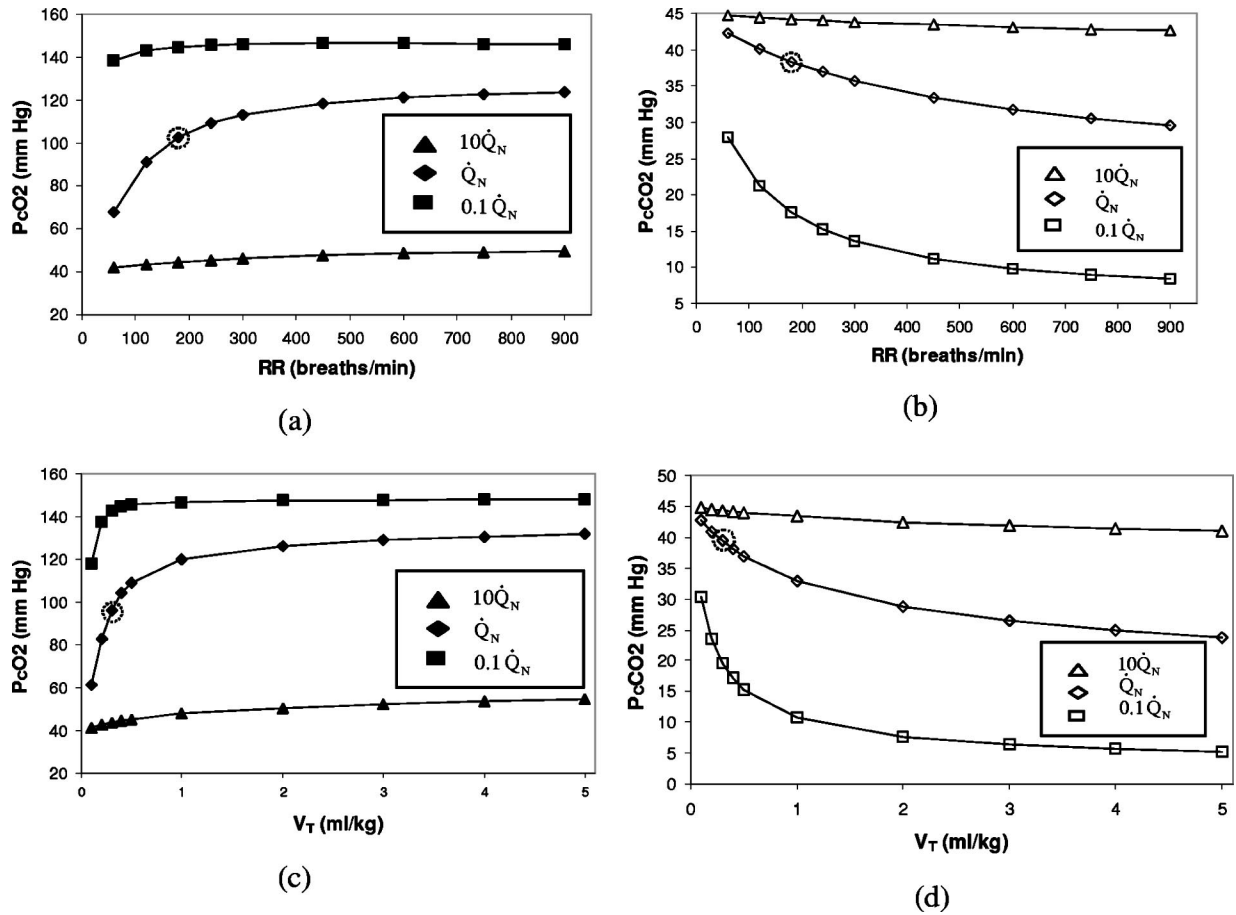 160
140
120
100
80
60
40
20
PcO2 (mm Hg)
10Q̇N
Q̇N
0.1 Q̇N
0 100 200 300 400 500 600 700 800 900
RR (breaths/min)
(a)
45
40
35
30
25
20
15
10
5
PcCO2 (mm Hg)
10Q̇N
Q̇N
0.1 Q̇N
0 100 200 300 400 500 600 700 800 900
RR (breaths/min)
(b)
160
140
120
100
80
60
40
20
PcO2 (mm Hg)
10Q̇N
Q̇N
0.1 Q̇N
0 1 2 3 4 5
VT (ml/kg)
(c)
50
45
40
35
30
25
20
15
10
5
0
PcCO2 (mm Hg)
10Q̇N
Q̇N
0.1 Q̇N
0 1 2 3 4 5
VT (ml/kg)
(d)